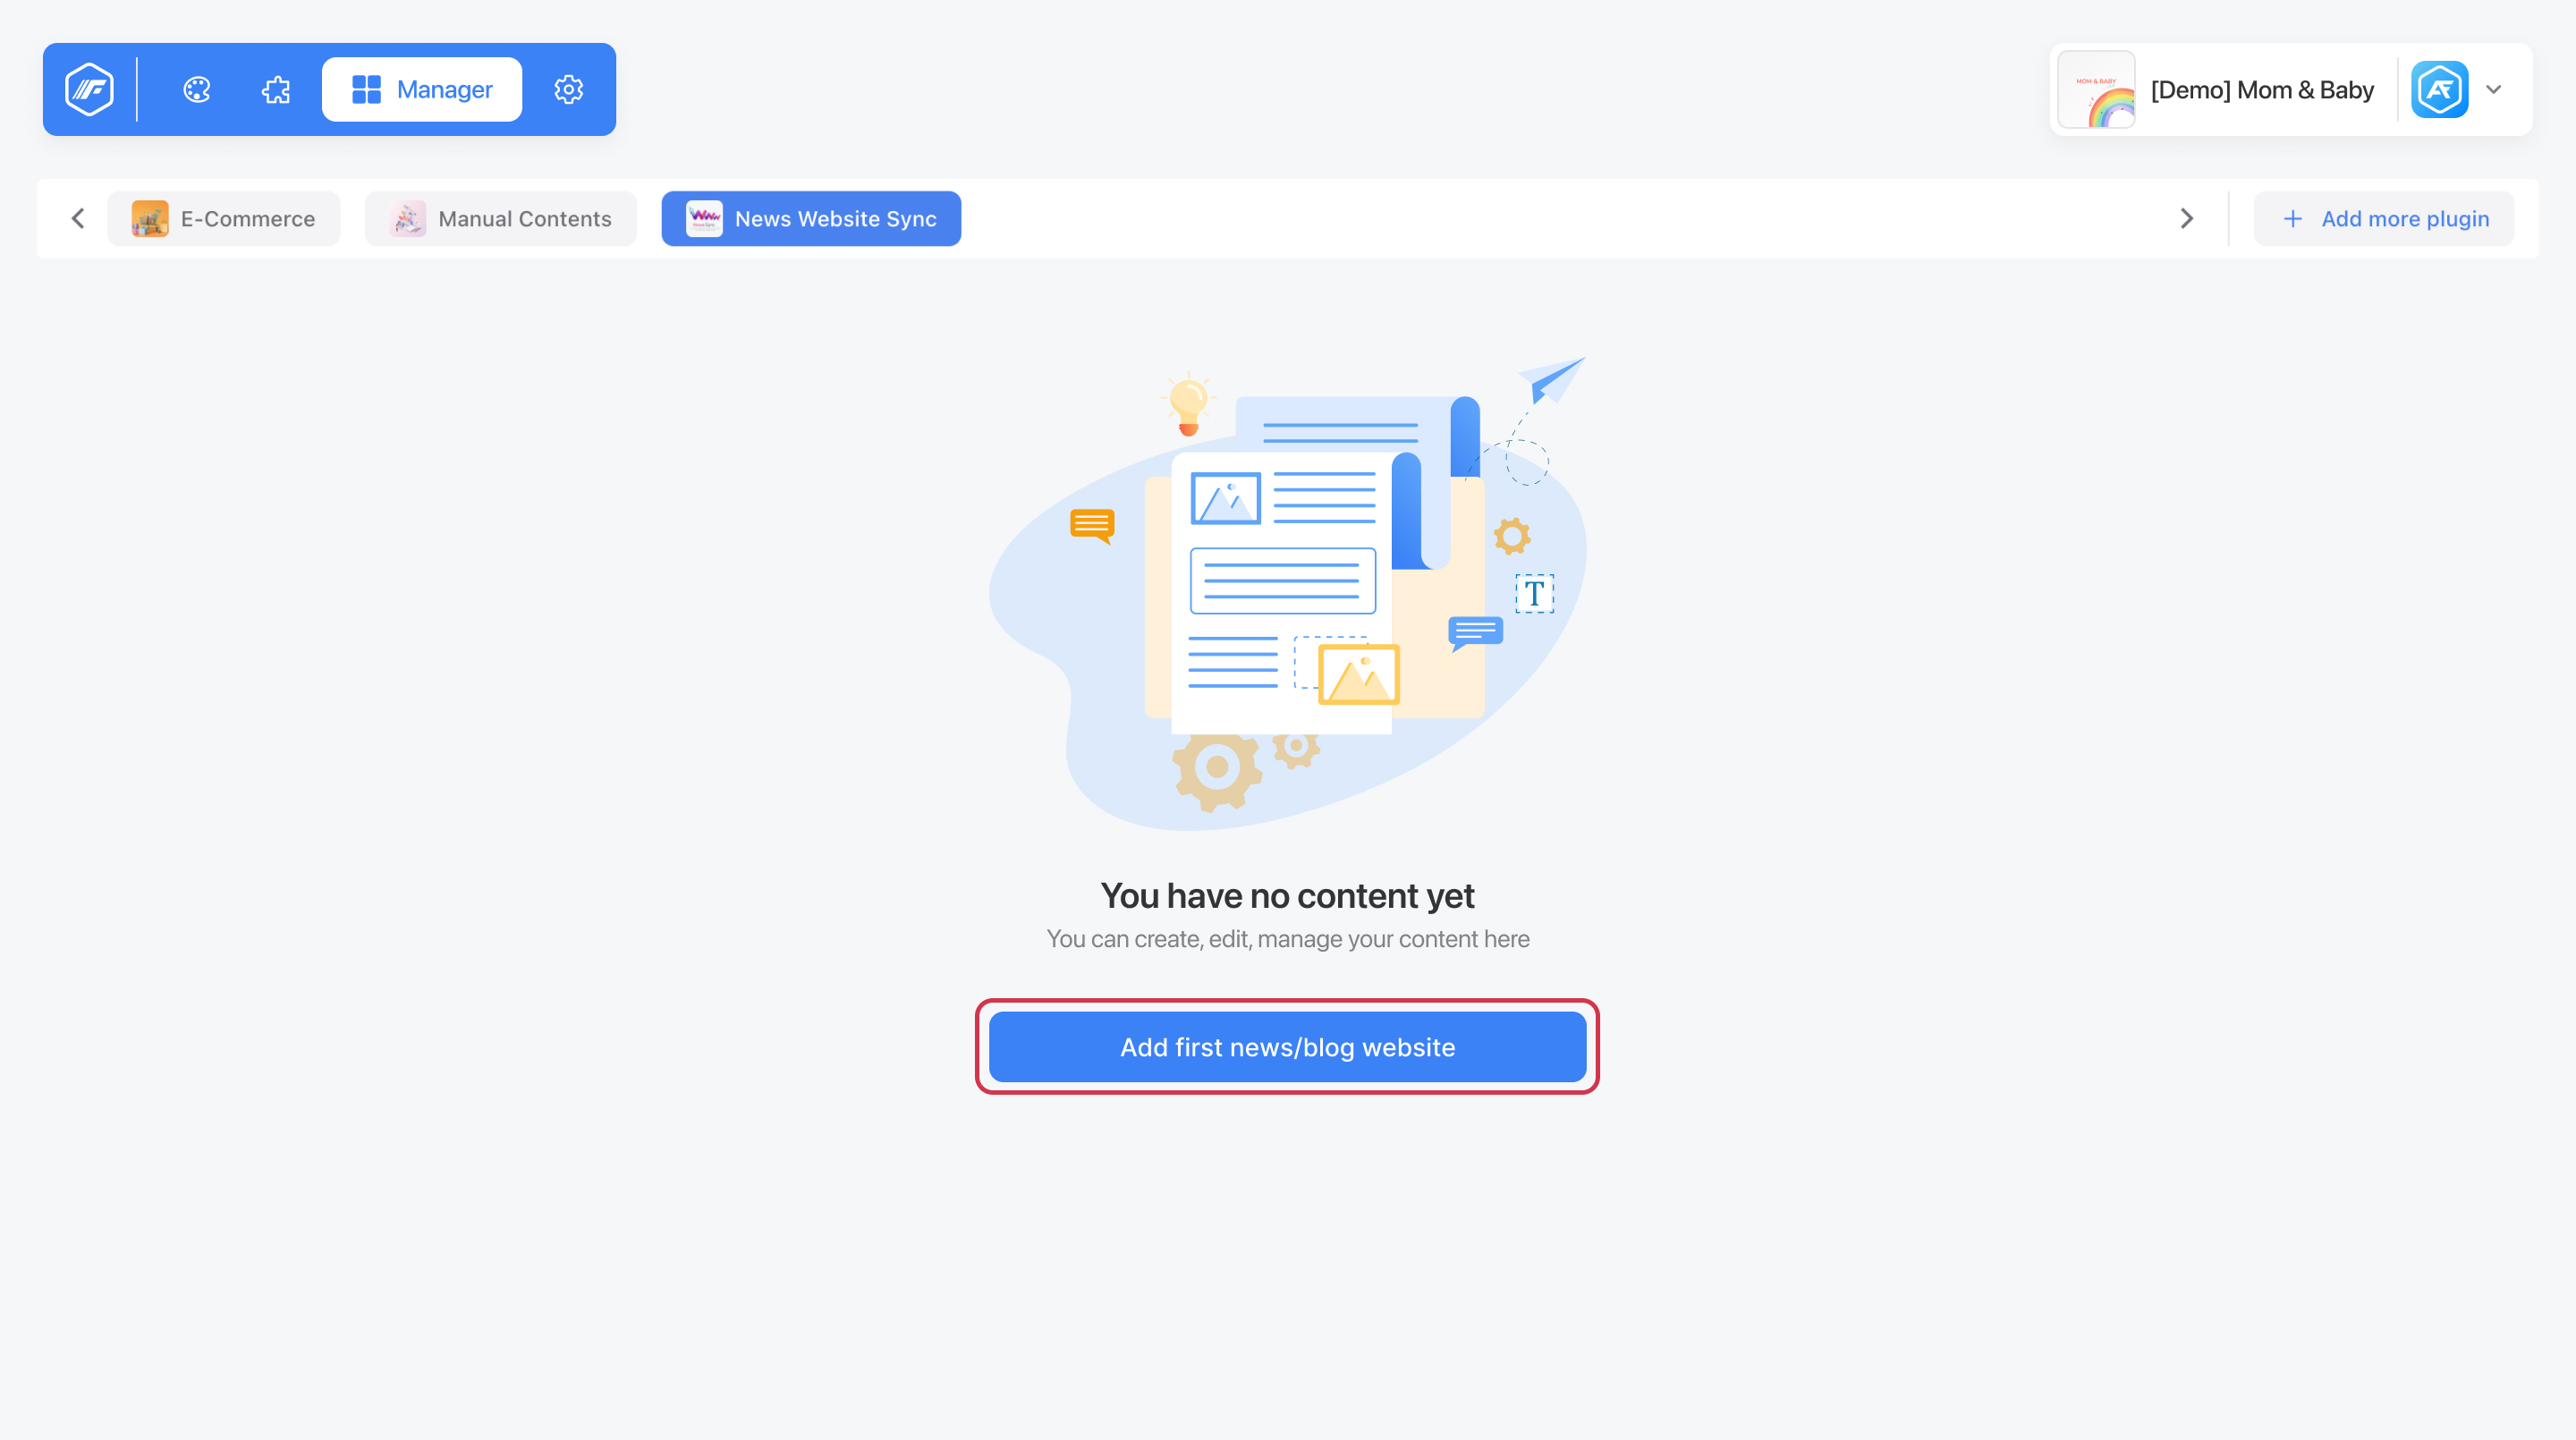 Manager
[Demo] Mom & Baby
MOM & BABY
E-Commerce
Manual Contents
News Website Sync
Add more plugin
T
You have no content yet
You can create, edit, manage your content here
Add first news/blog website